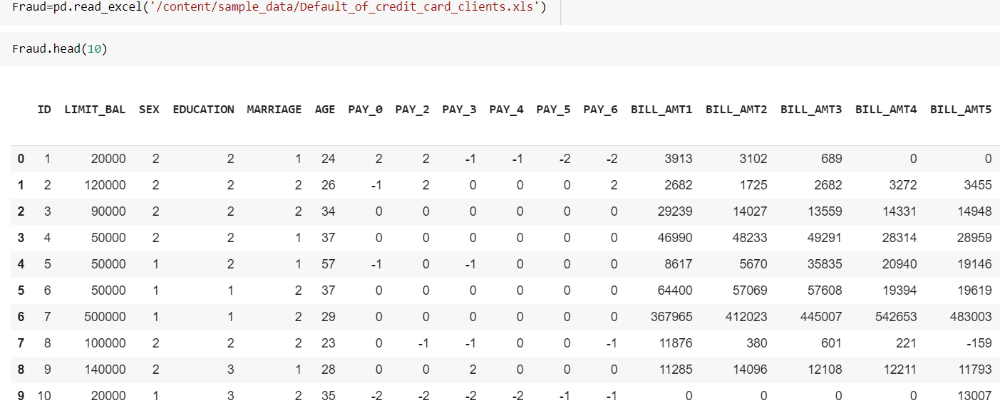 Fraud=pd.read_excel('/content/sample_data/Default_of_credit_card_clients.xls')
Fraud.head(10)
ID LIMIT_BAL SEX EDUCATION MARRIAGE AGE PAY_0 PAY_2 PAY_3 PAY_4 PAY_5 PAY_6 BILL_AMT1 BILL_AMT2 BILL_AMT3 BILL_AMT4 BILL_AMT5
0 1 20000 2 2 1 24 2 2 -1 -1 -2 -2 3913 3102 689 0 0
1 2 120000 2 2 2 26 -1 2 0 0 0 2 2682 1725 2682 3272 3455
2 3 90000 2 2 2 34 0 0 0 0 0 0 29239 14027 13559 14331 14948
3 4 50000 2 2 1 37 0 0 0 0 0 0 46990 48233 49291 28314 28959
4 5 50000 1 2 1 57 -1 0 -1 0 0 0 8617 5670 35835 20940 19146
5 6 50000 1 1 2 37 0 0 0 0 0 0 64400 57069 57608 19394 19619
6 7 500000 1 1 2 29 0 0 0 0 0 0 367965 412023 445007 542653 483003
7 8 100000 2 2 2 23 0 -1 -1 0 0 -1 11876 380 601 221 -159
8 9 140000 2 3 1 28 0 0 2 0 0 0 11285 14096 12108 12211 11793
9 10 20000 1 3 2 35 -2 -2 -2 -2 -1 -1 0 0 0 0 13007